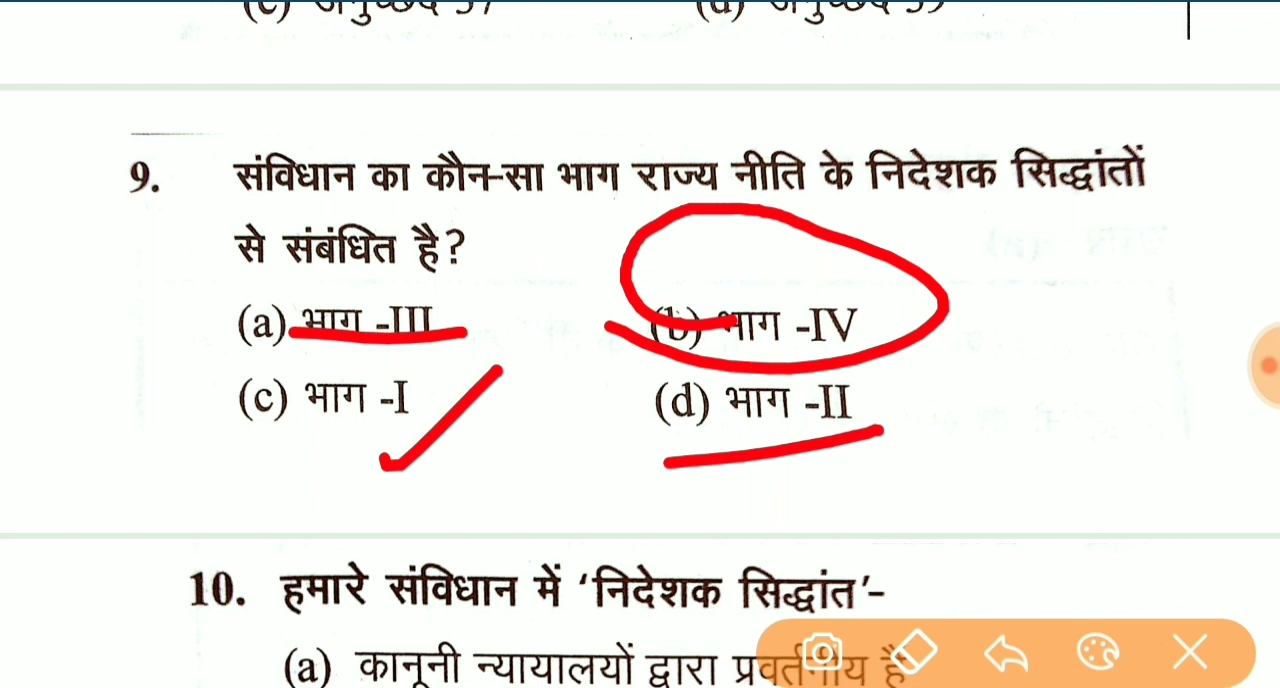 9. संविधान का कौन-सा भाग राज्य नीति के निदेशक सिद्धांतों
से संबंधित है?
(a) भाग -III (b) भाग -IV
(c) भाग -I (d) भाग -II
10. हमारे संविधान में ‘निदेशक सिद्धांत’-
(a) कानूनी न्यायालयों द्वारा प्रवर्तनीय है